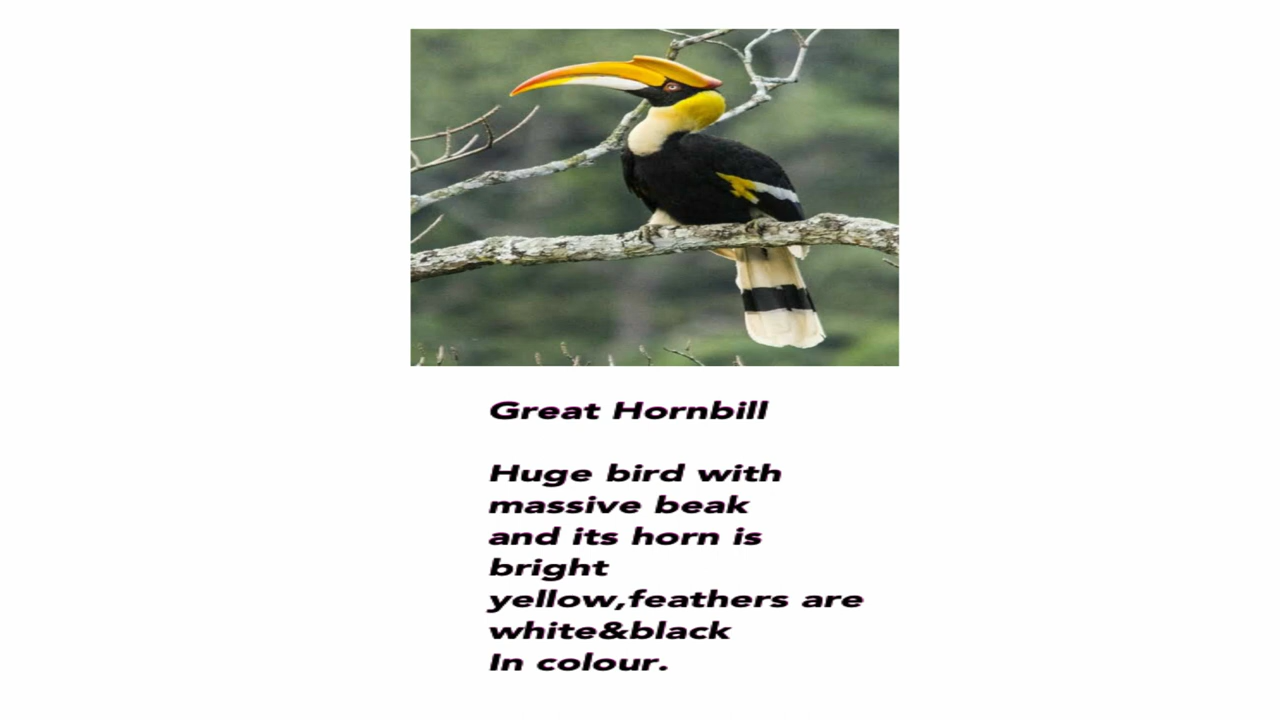 Great Hornbill
Huge bird with
massive beak
and its horn is
bright
yellow,feathers are
white&black
In colour.